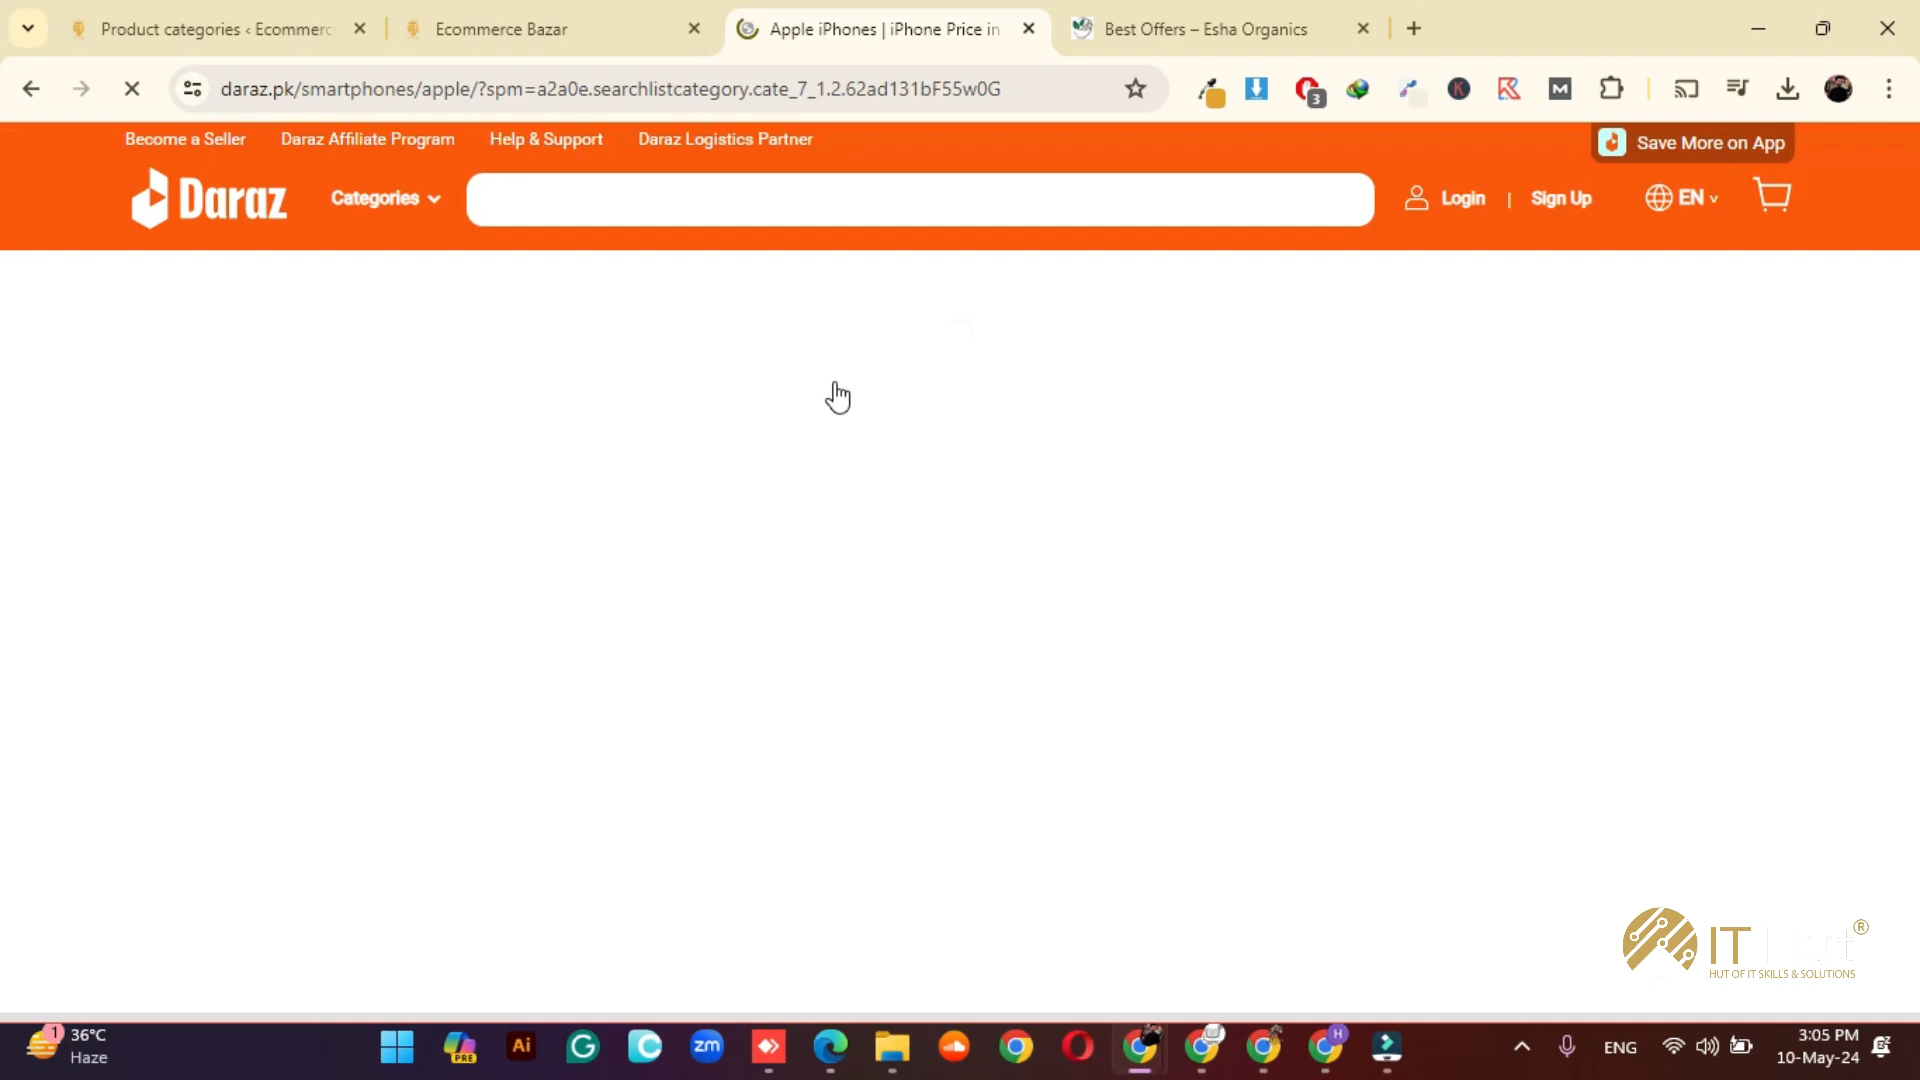 Product categories ‹ Ecommerc
Ecommerce Bazar
Apple iPhones | iPhone Price in
Best Offers – Esha Organics
daraz.pk/smartphones/apple/?spm=a2a0e.searchlistcategory.cate_7_1.2.62ad131bF55w0G
3
K
M
Become a Seller
Daraz Affiliate Program
Help & Support
Daraz Logistics Partner
Save More on App
Daraz
Categories
Login
|
Sign Up
EN
IT
®
HUT OF IT SKILLS & SOLUTIONS
1
36°C
Haze
PRE
Ai
G
C
zm
H
ENG
3:05 PM
10-May-24